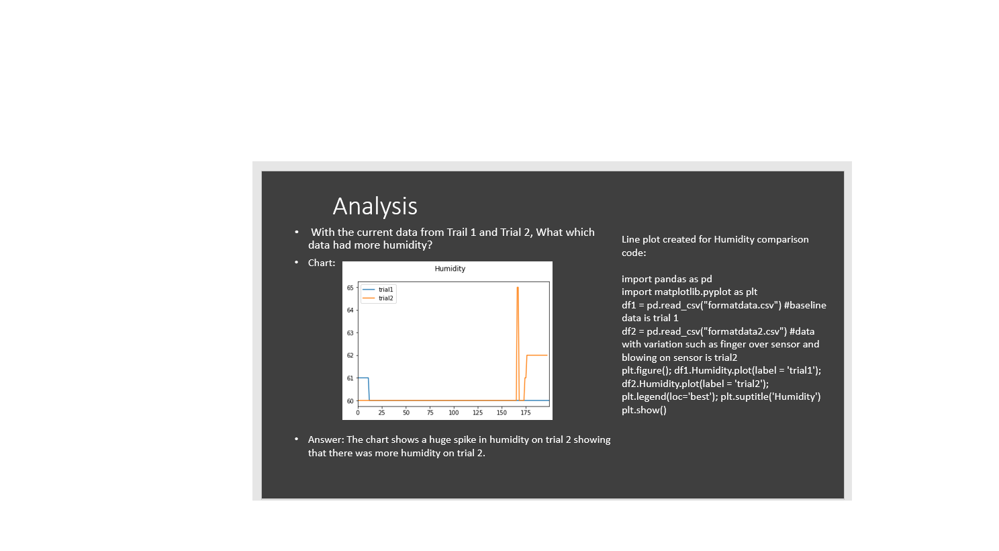 Analysis
• With the current data from Trail 1 and Trial 2, What which
data had more humidity?
• Chart:
Humidity
trial1
trial2
65
64
63
62
61
60
0 25 50 75 100 125 150 175
• Answer: The chart shows a huge spike in humidity on trial 2 showing
that there was more humidity on trial 2.
Line plot created for Humidity comparison
code:
import pandas as pd
import matplotlib.pyplot as plt
df1 = pd.read_csv("formatdata.csv") #baseline
data is trial 1
df2 = pd.read_csv("formatdata2.csv") #data
with variation such as finger over sensor and
blowing on sensor is trial2
plt.figure(); df1.Humidity.plot(label = 'trial1');
df2.Humidity.plot(label = 'trial2');
plt.legend(loc='best'); plt.suptitle('Humidity')
plt.show()